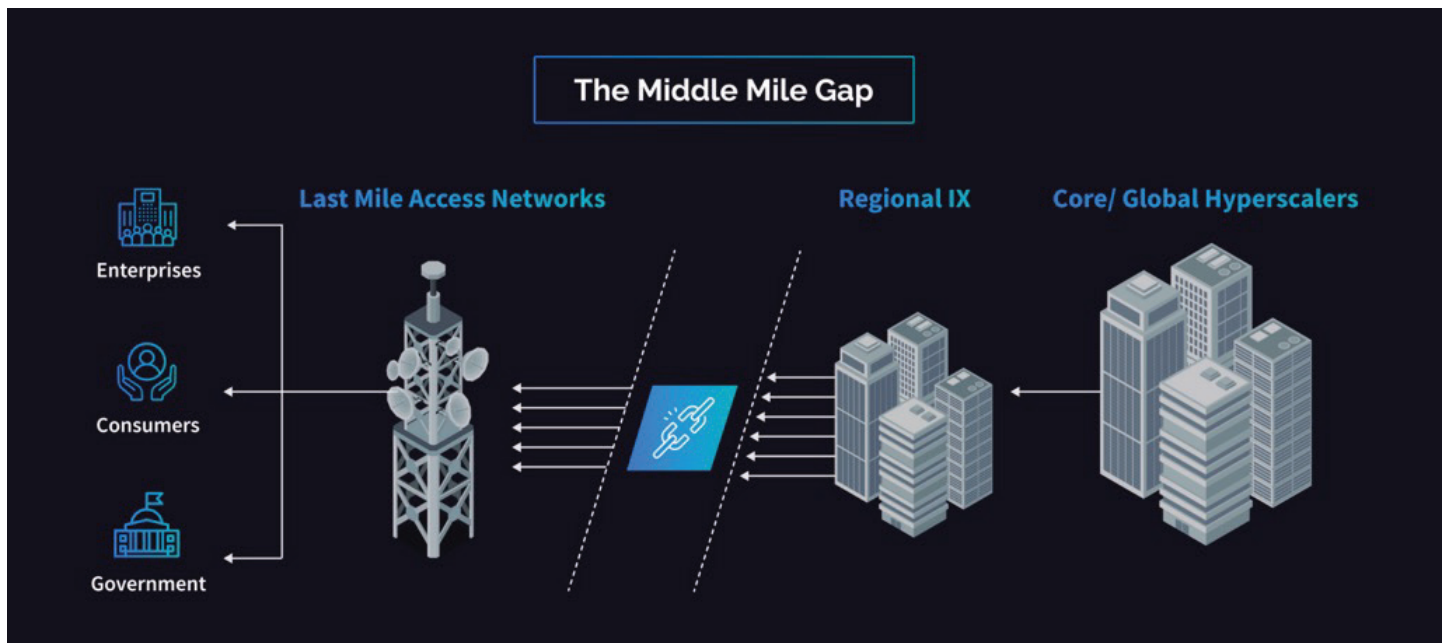 The Middle Mile Gap
Last Mile Access Networks
Regional IX
Core/ Global Hyperscalers
Enterprises
Consumers
Government